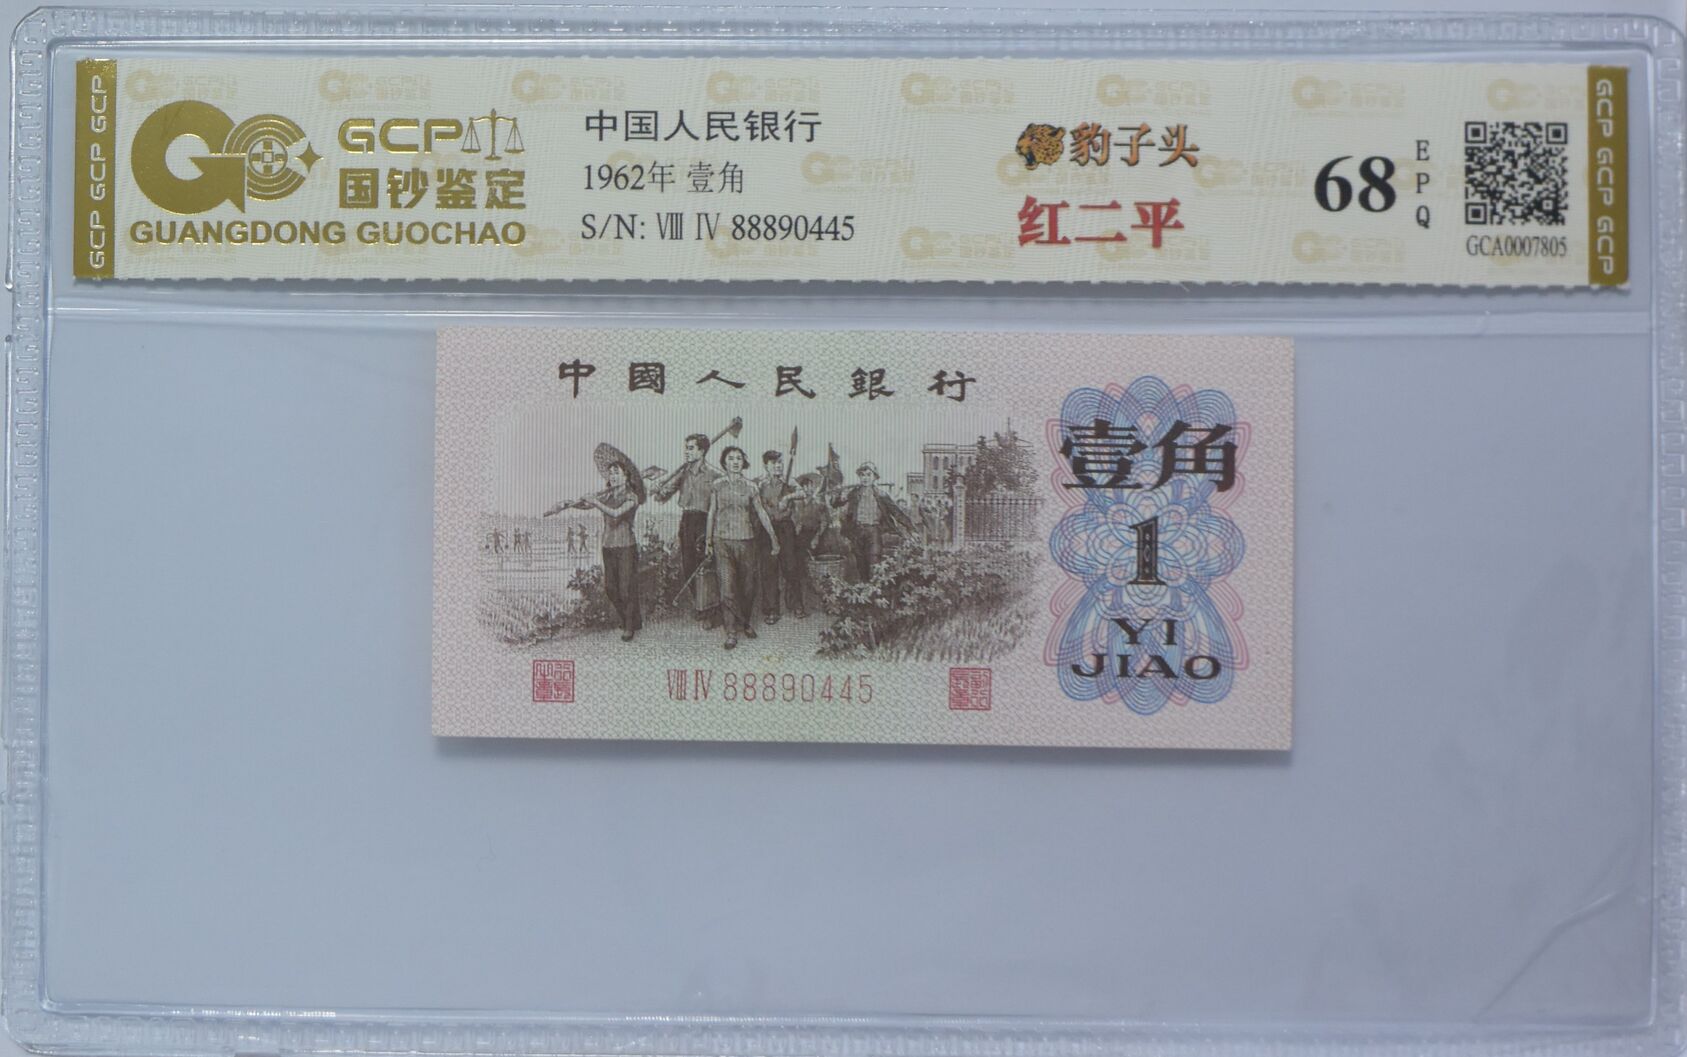 GCP GCP GCP
GCP
国钞鉴定
GUANGDONG GUOCHAO
中国人民银行
1962年 壹角
S/N: Ⅷ Ⅳ 88890445
豹子头
红二平
68
EPQ
GCA0007805
GCP GCP GCP
中國人民銀行
壹角
1
YI
JIAO
Ⅷ Ⅳ 88890445